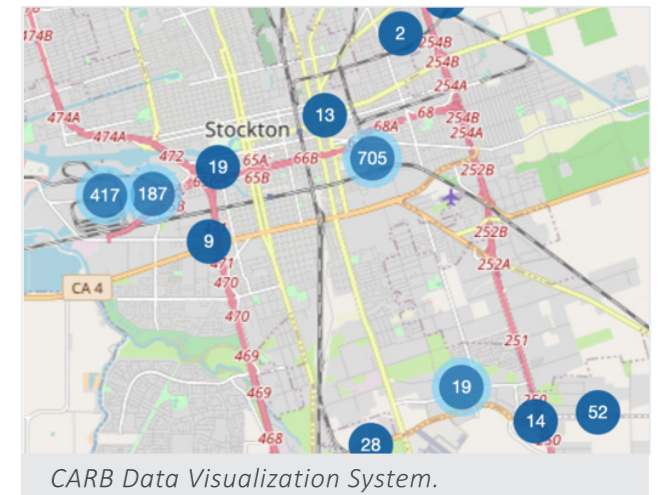 474B
2
254B
254B
254A
13
474A
68
254B
Stockton
68A
254A
474A
472
19
65A
66B
705
65B
252B
417
187
9
252B
471
252A
CA 4
470
470
251
469
19
469
52
14
468
28
CARB Data Visualization System.